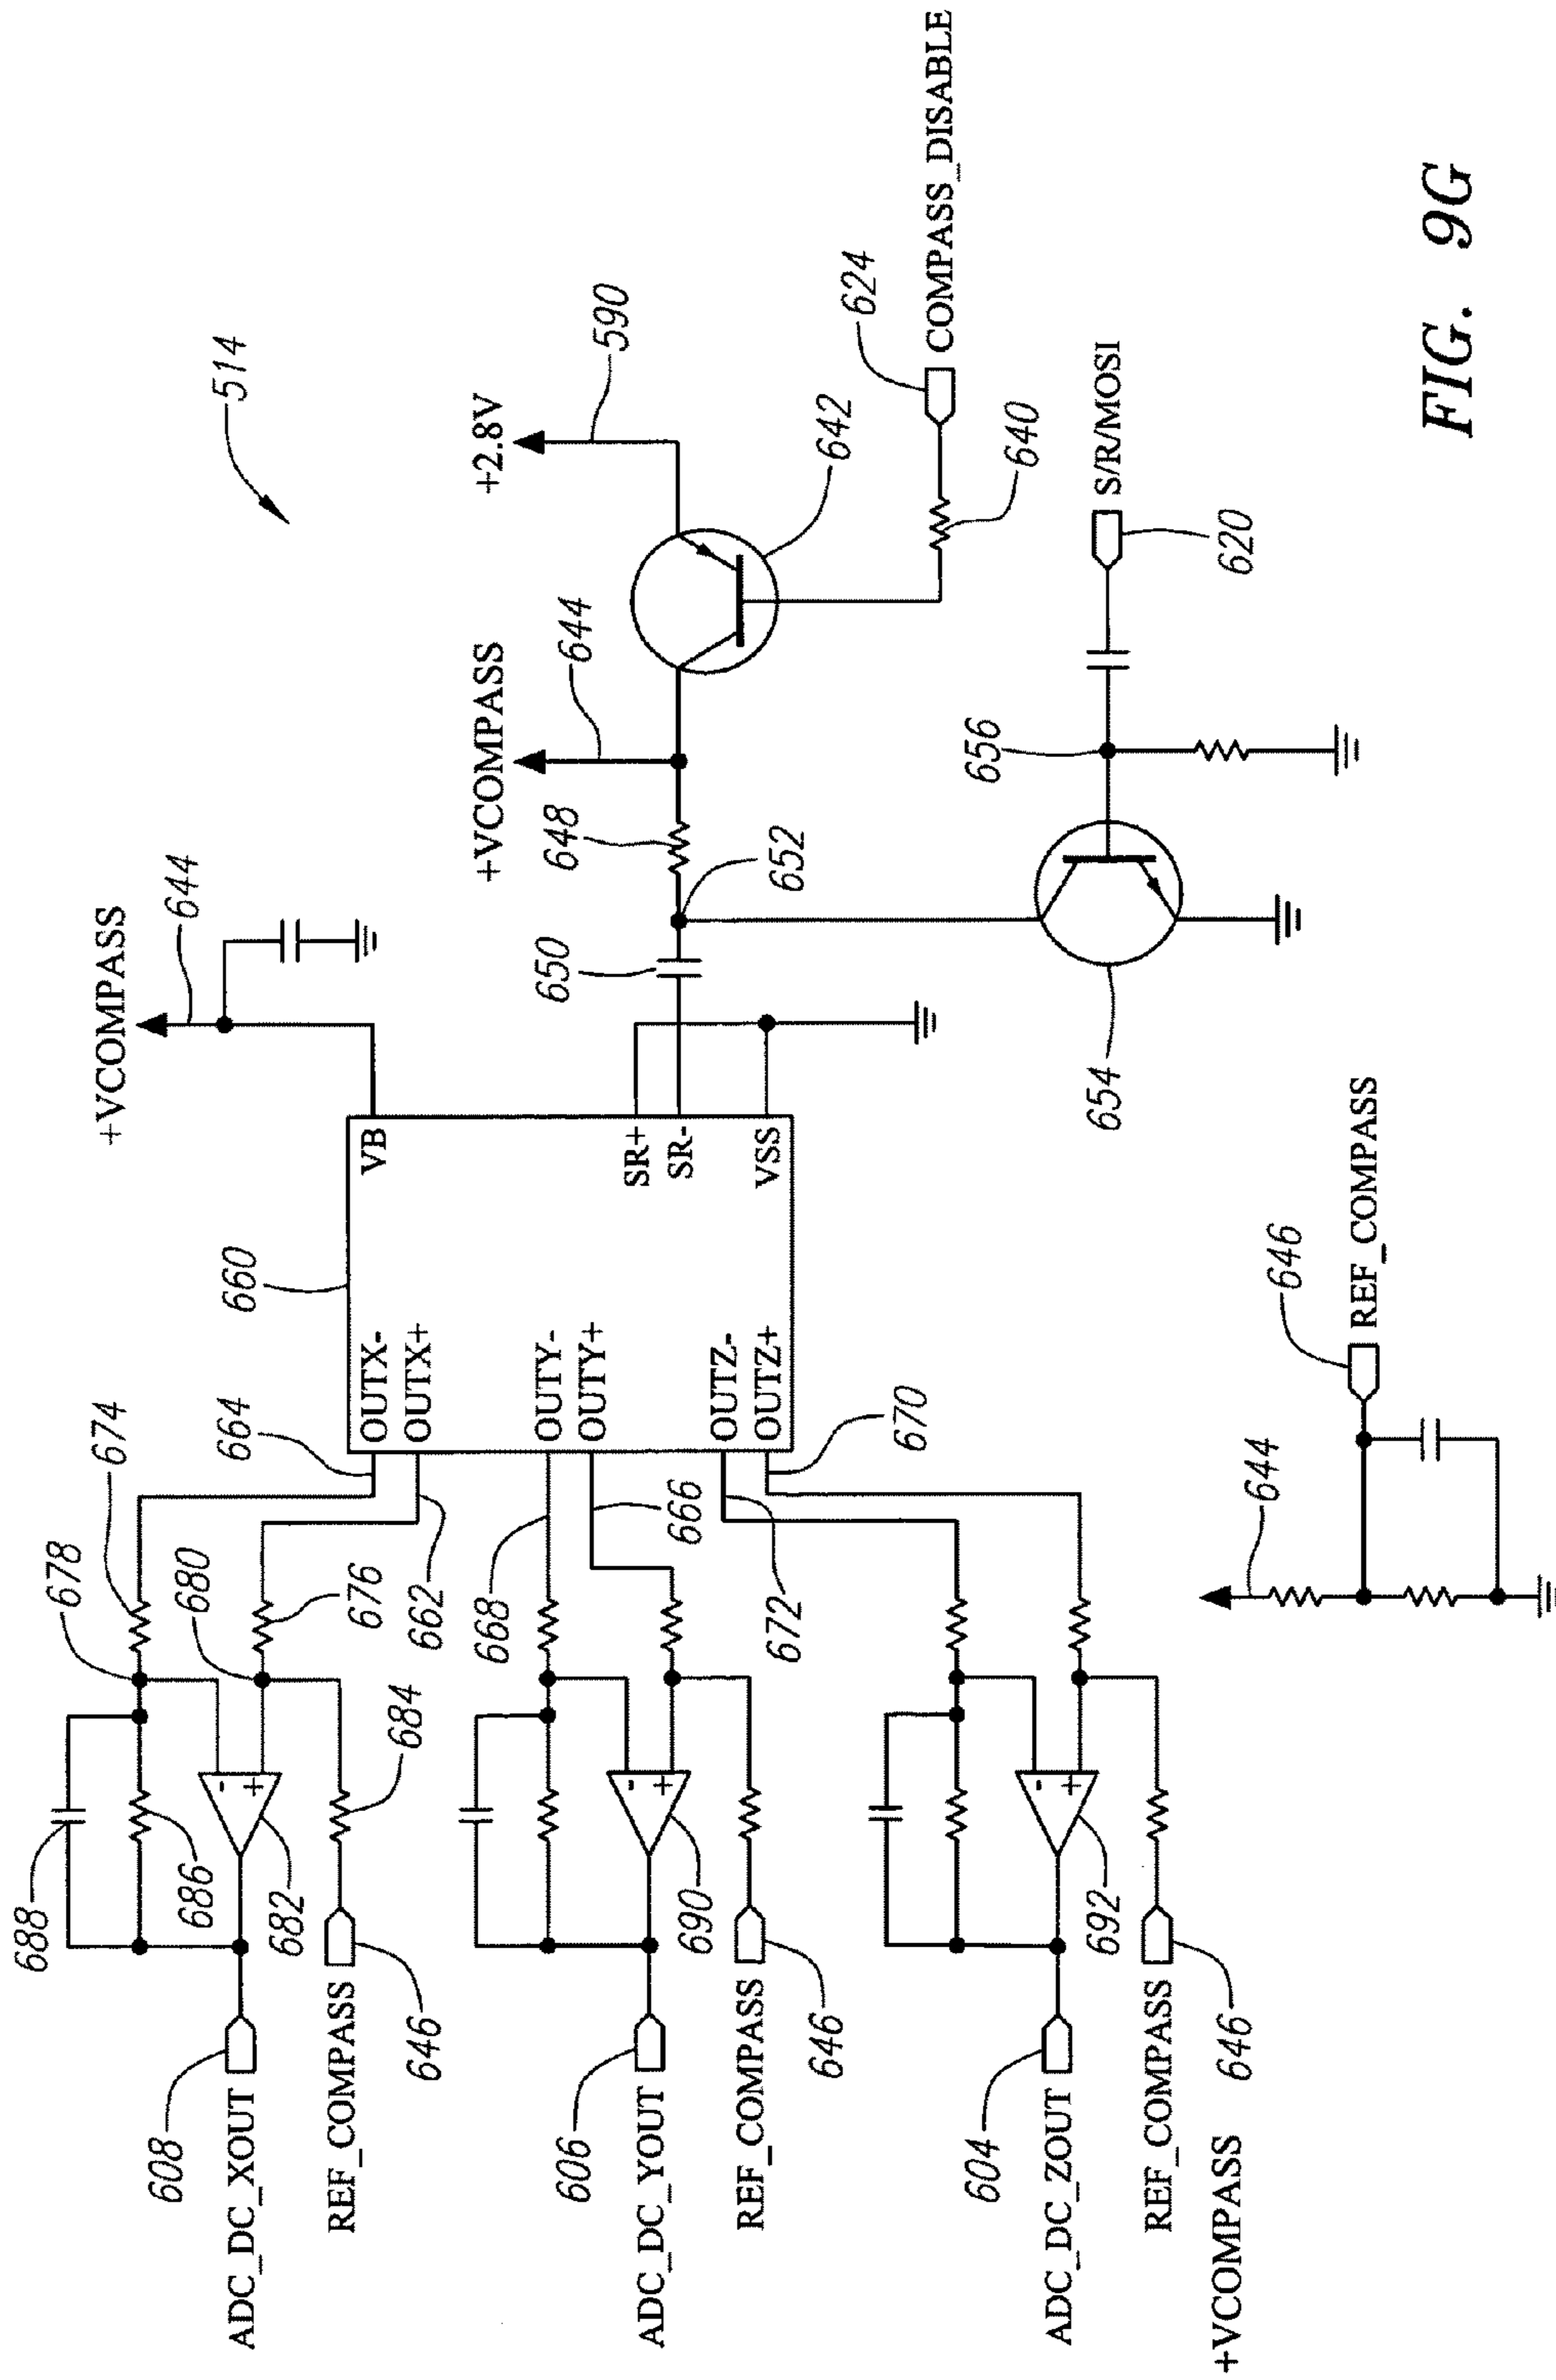 514
+VCOMPASS
644
+VCOMPASS
644
+2.8V
590
642
624
COMPASS_DISABLE
640
648
650
652
656
S/R/MOSI
620
654
660
VB
SR+
SR-
VSS
OUTX-
OUTX+
OUTY-
OUTY+
OUTZ-
OUTZ+
664
674
678
680
676
662
688
686
682
684
608
ADC_DC_XOUT
REF_COMPASS
646
668
666
690
606
ADC_DC_YOUT
REF_COMPASS
646
670
672
692
604
ADC_DC_ZOUT
REF_COMPASS
646
+VCOMPASS
644
646
REF_COMPASS
-
+
-
+
-
+
FIG. 9G